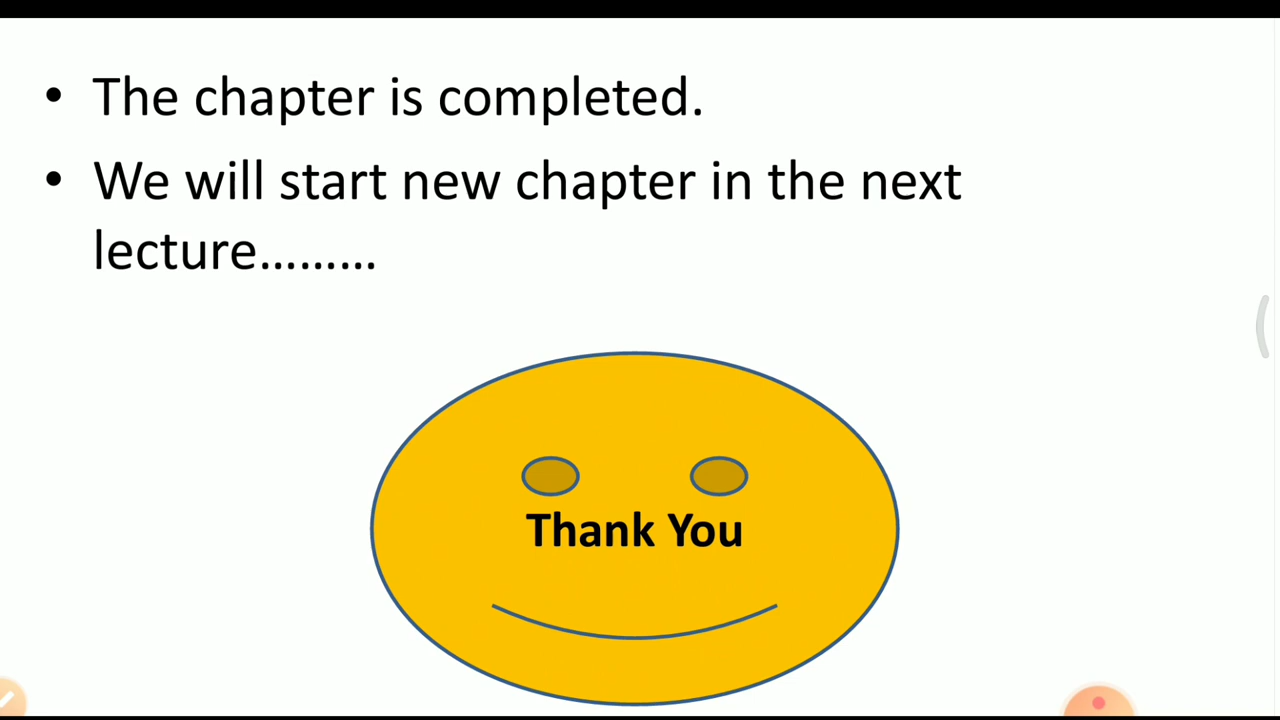 • The chapter is completed.
• We will start new chapter in the next
lecture………
Thank You